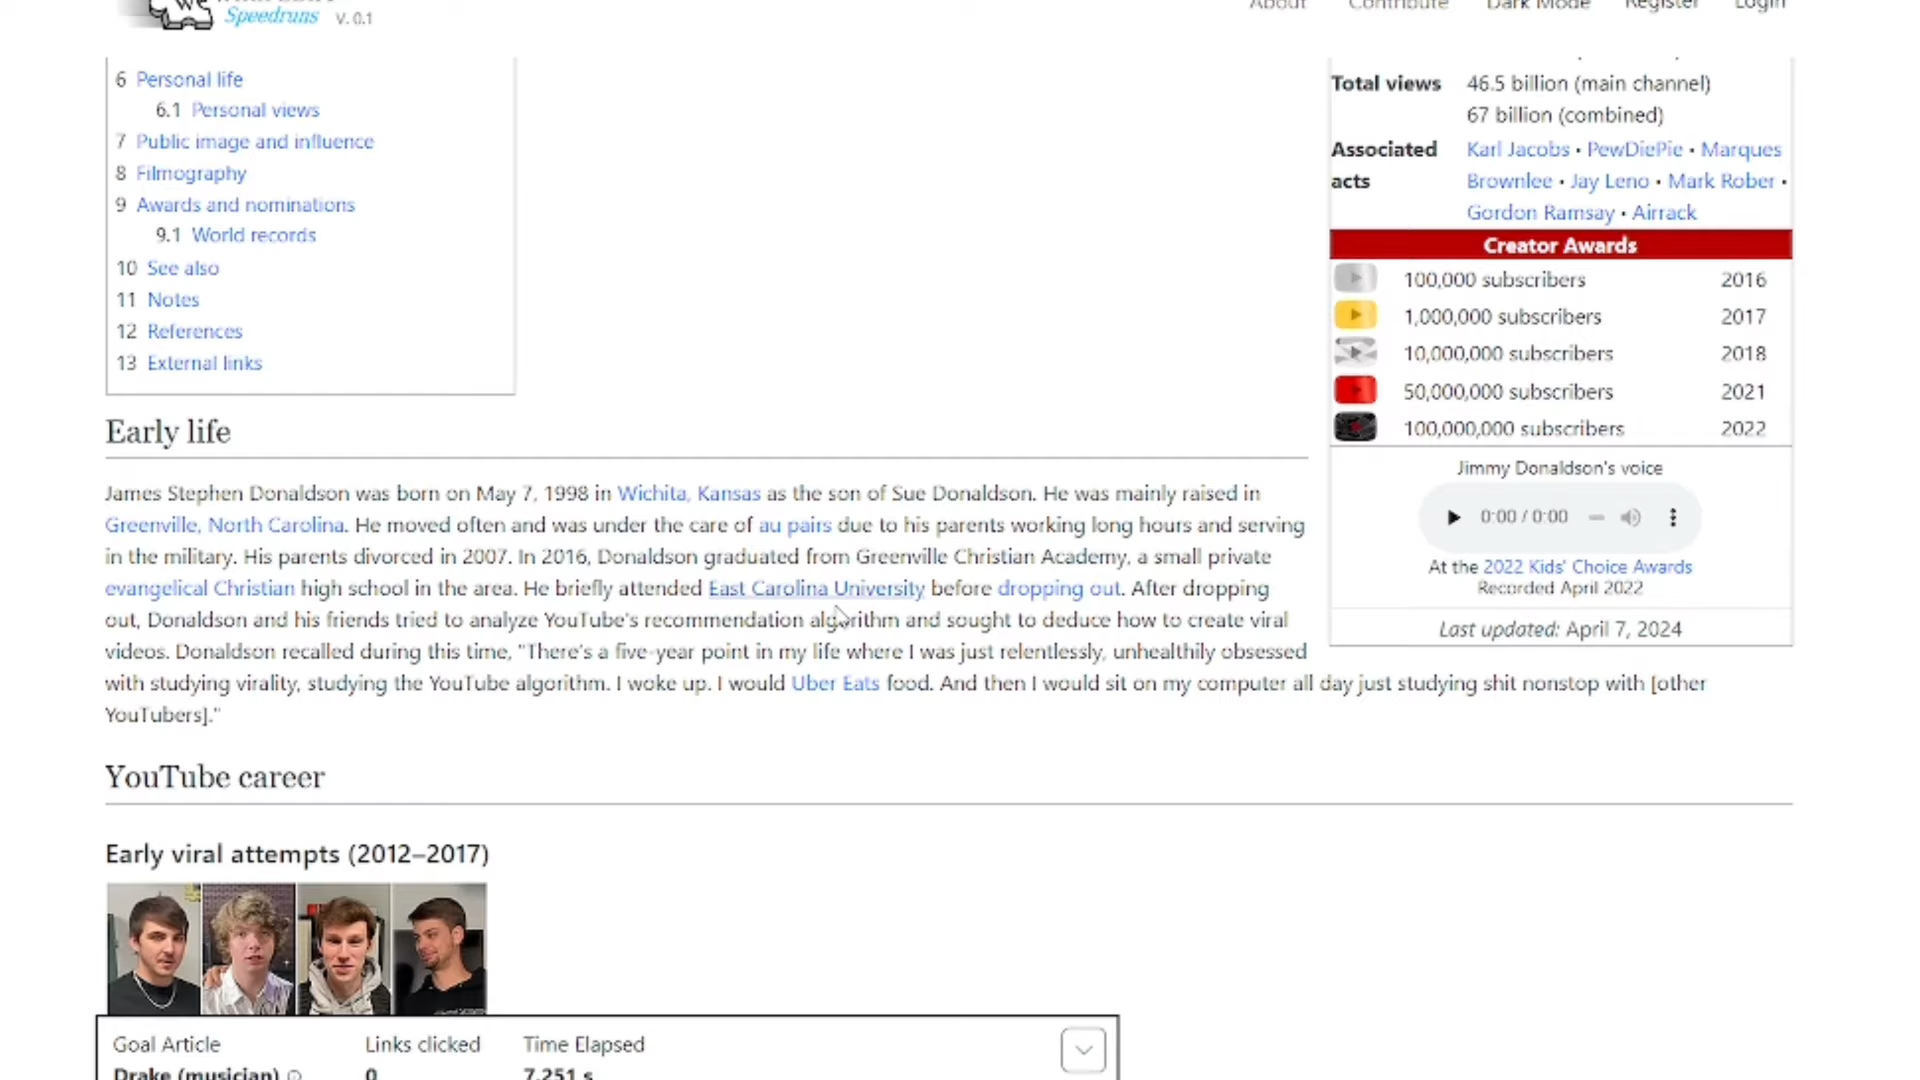 Speedruns V. 0.1
About Contribute Dark Mode Register Login
6 Personal life
6.1 Personal views
7 Public image and influence
8 Filmography
9 Awards and nominations
9.1 World records
10 See also
11 Notes
12 References
13 External links
Total views 46.5 billion (main channel)
67 billion (combined)
Associated acts Karl Jacobs • PewDiePie • Marques
Brownlee • Jay Leno • Mark Rober •
Gordon Ramsay • Airrack
Creator Awards
100,000 subscribers 2016
1,000,000 subscribers 2017
10,000,000 subscribers 2018
50,000,000 subscribers 2021
100,000,000 subscribers 2022
Jimmy Donaldson's voice
0:00 / 0:00
At the 2022 Kids' Choice Awards
Recorded April 2022
Last updated: April 7, 2024
Early life
James Stephen Donaldson was born on May 7, 1998 in Wichita, Kansas as the son of Sue Donaldson. He was mainly raised in
Greenville, North Carolina. He moved often and was under the care of au pairs due to his parents working long hours and serving
in the military. His parents divorced in 2007. In 2016, Donaldson graduated from Greenville Christian Academy, a small private
evangelical Christian high school in the area. He briefly attended East Carolina University before dropping out. After dropping
out, Donaldson and his friends tried to analyze YouTube's recommendation algorithm and sought to deduce how to create viral
videos. Donaldson recalled during this time, "There's a five-year point in my life where I was just relentlessly, unhealthily obsessed
with studying virality, studying the YouTube algorithm. I woke up. I would Uber Eats food. And then I would sit on my computer all day just studying shit nonstop with [other
YouTubers]."
YouTube career
Early viral attempts (2012–2017)
Goal Article Links clicked Time Elapsed
Drake (musician) 0 7.251 s